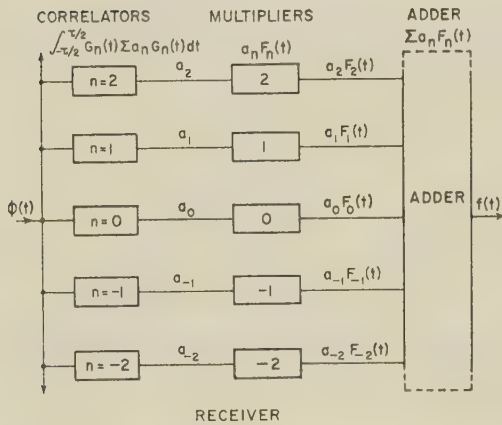 CORRELATORS MULTIPLIERS ADDER
∫_{-τ/2}^{τ/2} G_n(t) Σ a_n G_n(t) dt a_n F_n(t) Σ a_n F_n(t)
n=2 a_2 2 a_2 F_2(t)
n=1 a_1 1 a_1 F_1(t)
ϕ(t) n=0 a_0 0 a_0 F_0(t) ADDER f(t)
n=-1 a_{-1} -1 a_{-1} F_{-1}(t)
n=-2 a_{-2} -2 a_{-2} F_{-2}(t)
RECEIVER